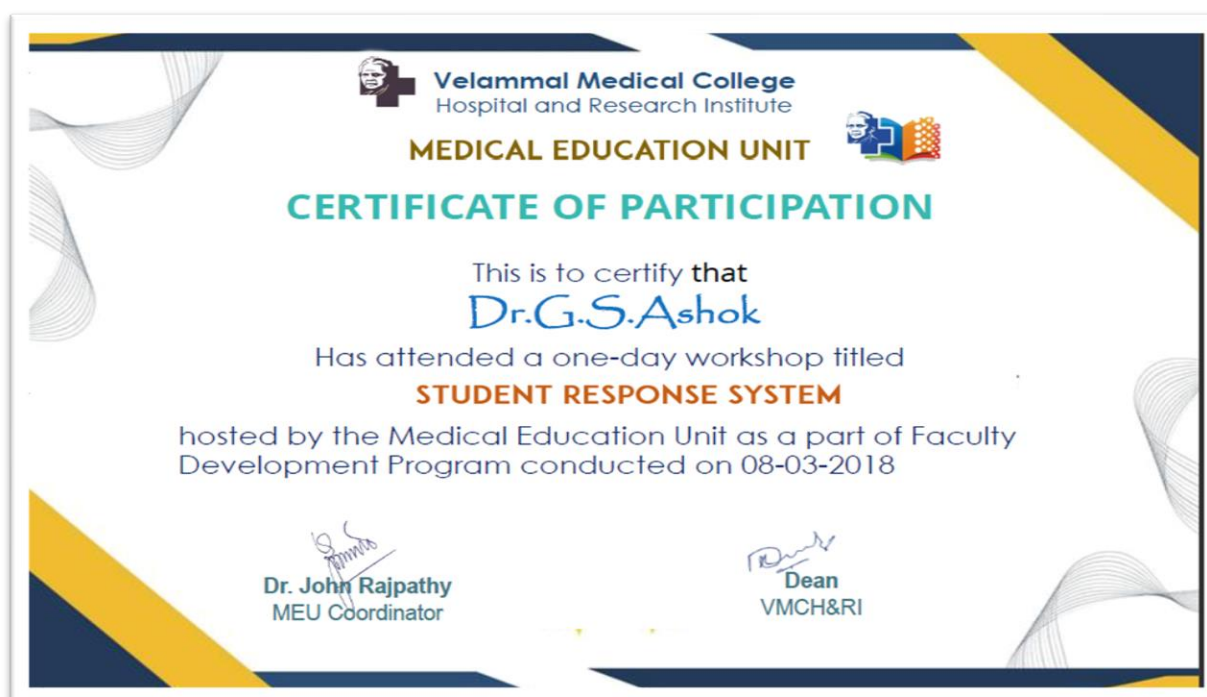 Velammal Medical College
Hospital and Research Institute
MEDICAL EDUCATION UNIT
CERTIFICATE OF PARTICIPATION
This is to certify that
Dr.G.S.Ashok
Has attended a one-day workshop titled
STUDENT RESPONSE SYSTEM
hosted by the Medical Education Unit as a part of Faculty
Development Program conducted on 08-03-2018
Dr. John Rajpathy
MEU Coordinator
Dean
VMCH&RI